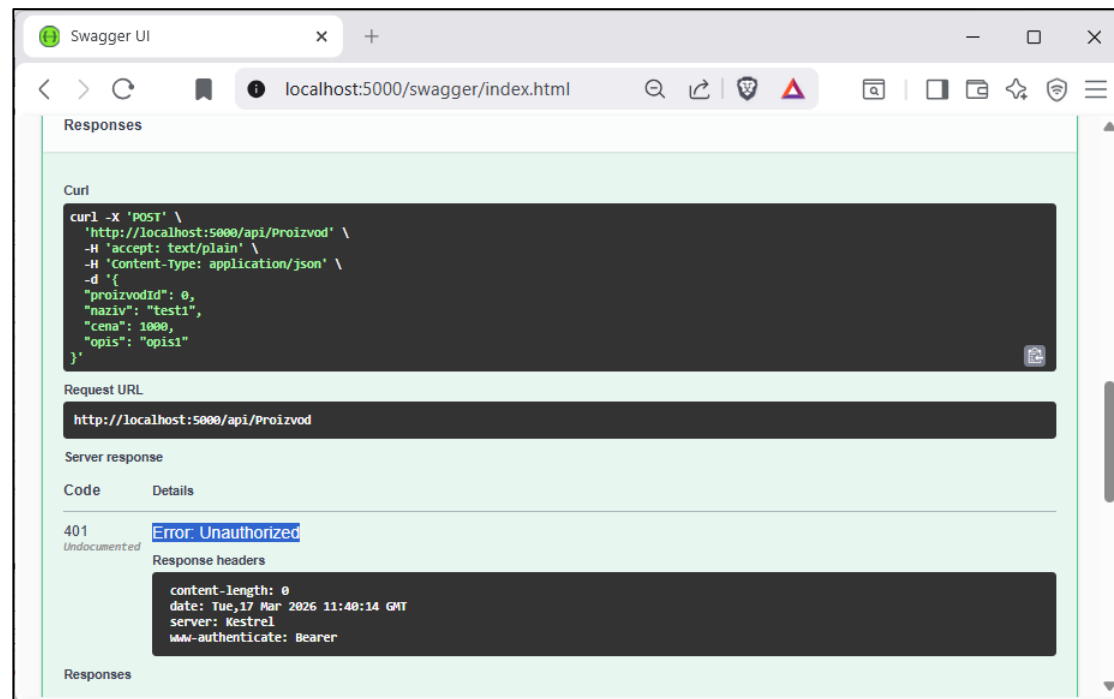 Swagger UI
localhost:5000/swagger/index.html
Responses
Curl
curl -X 'POST' \
'http://localhost:5000/api/Proizvod' \
-H 'accept: text/plain' \
-H 'Content-Type: application/json' \
-d '{
"proizvodId": 0,
"naziv": "test1",
"cena": 1000,
"opis": "opis1"
}'
Request URL
http://localhost:5000/api/Proizvod
Server response
Code Details
401 Error: Unauthorized
Undocumented
Response headers
content-length: 0
date: Tue,17 Mar 2026 11:40:14 GMT
server: Kestrel
www-authenticate: Bearer
Responses